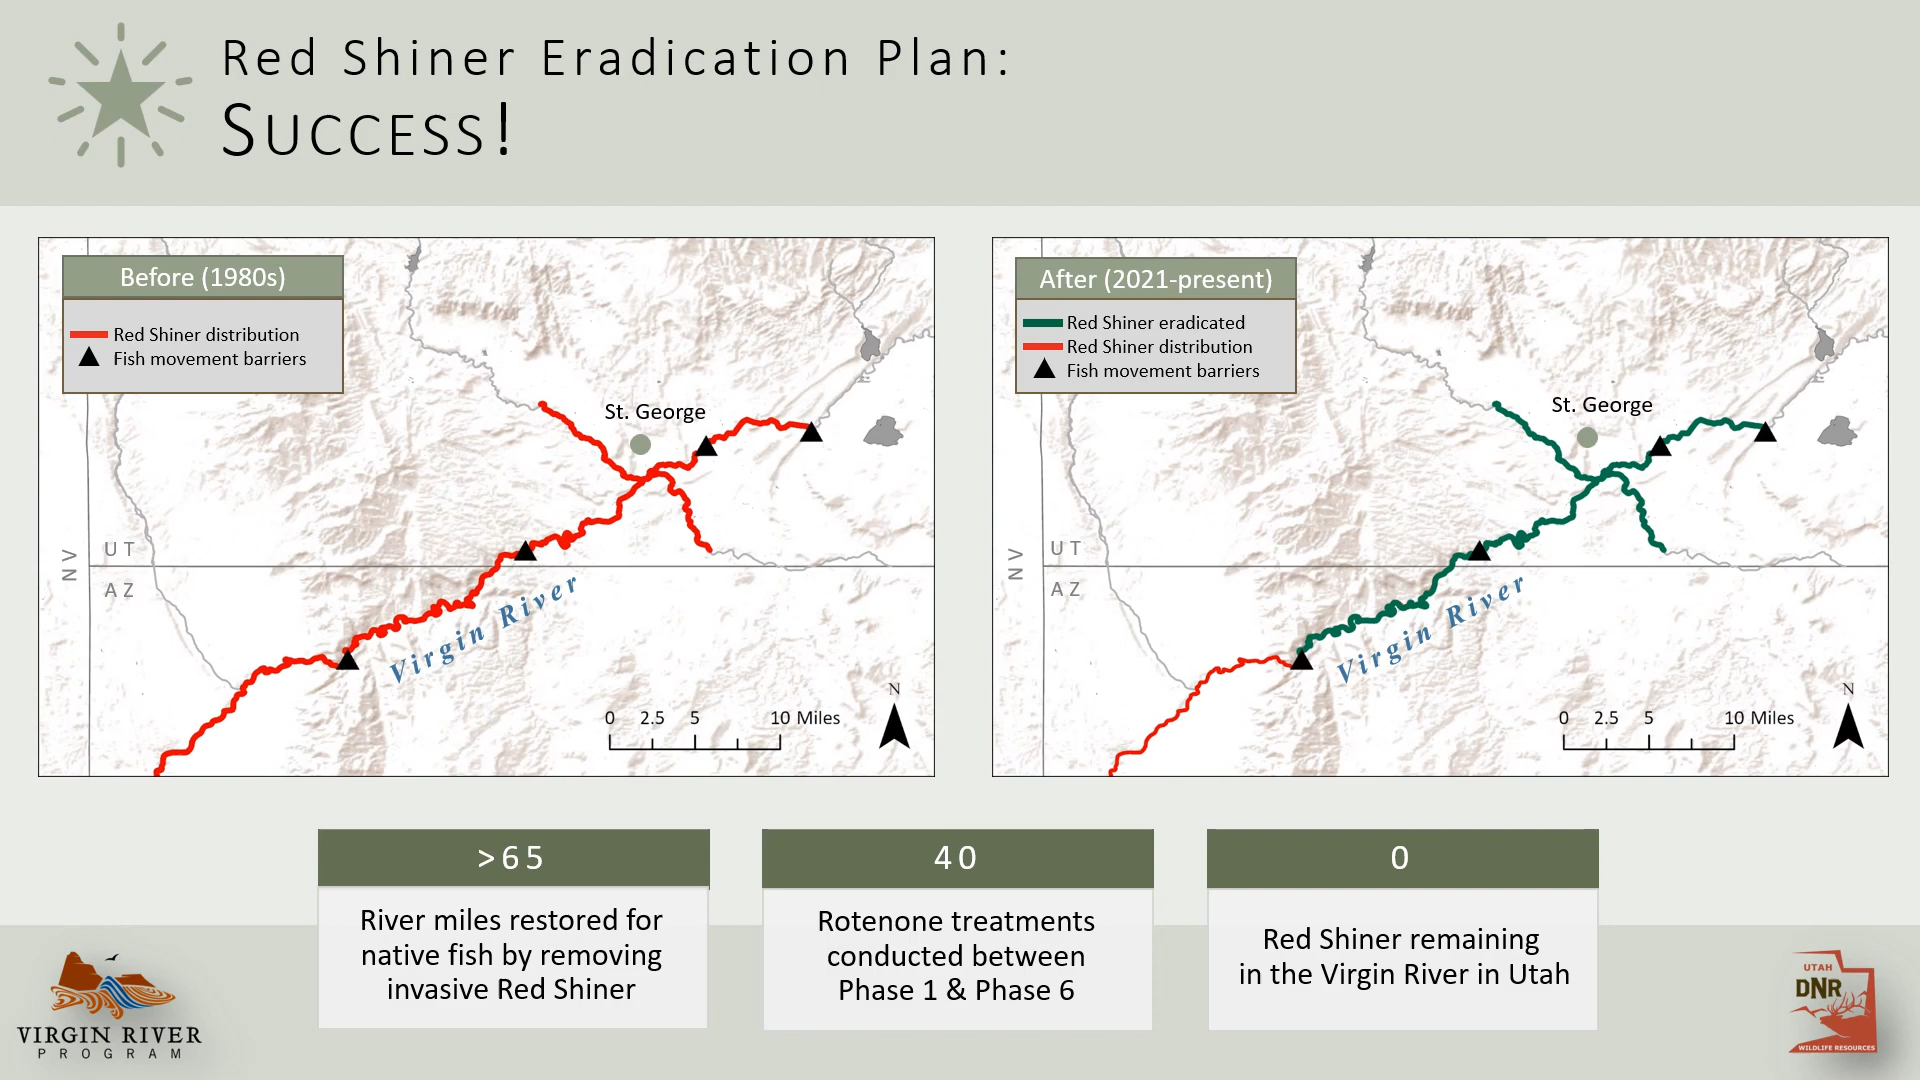 Red Shiner Eradication Plan:
SUCCESS!
Before (1980s)
Red Shiner distribution
Fish movement barriers
St. George
NV
UT
AZ
Virgin River
N
0 2.5 5 10 Miles
After (2021-present)
Red Shiner eradicated
Red Shiner distribution
Fish movement barriers
St. George
NV
UT
AZ
Virgin River
N
0 2.5 5 10 Miles
>65
River miles restored for
native fish by removing
invasive Red Shiner
40
Rotenone treatments
conducted between
Phase 1 & Phase 6
0
Red Shiner remaining
in the Virgin River in Utah
VIRGIN RIVER
PROGRAM
UTAH
DNR
WILDLIFE RESOURCES